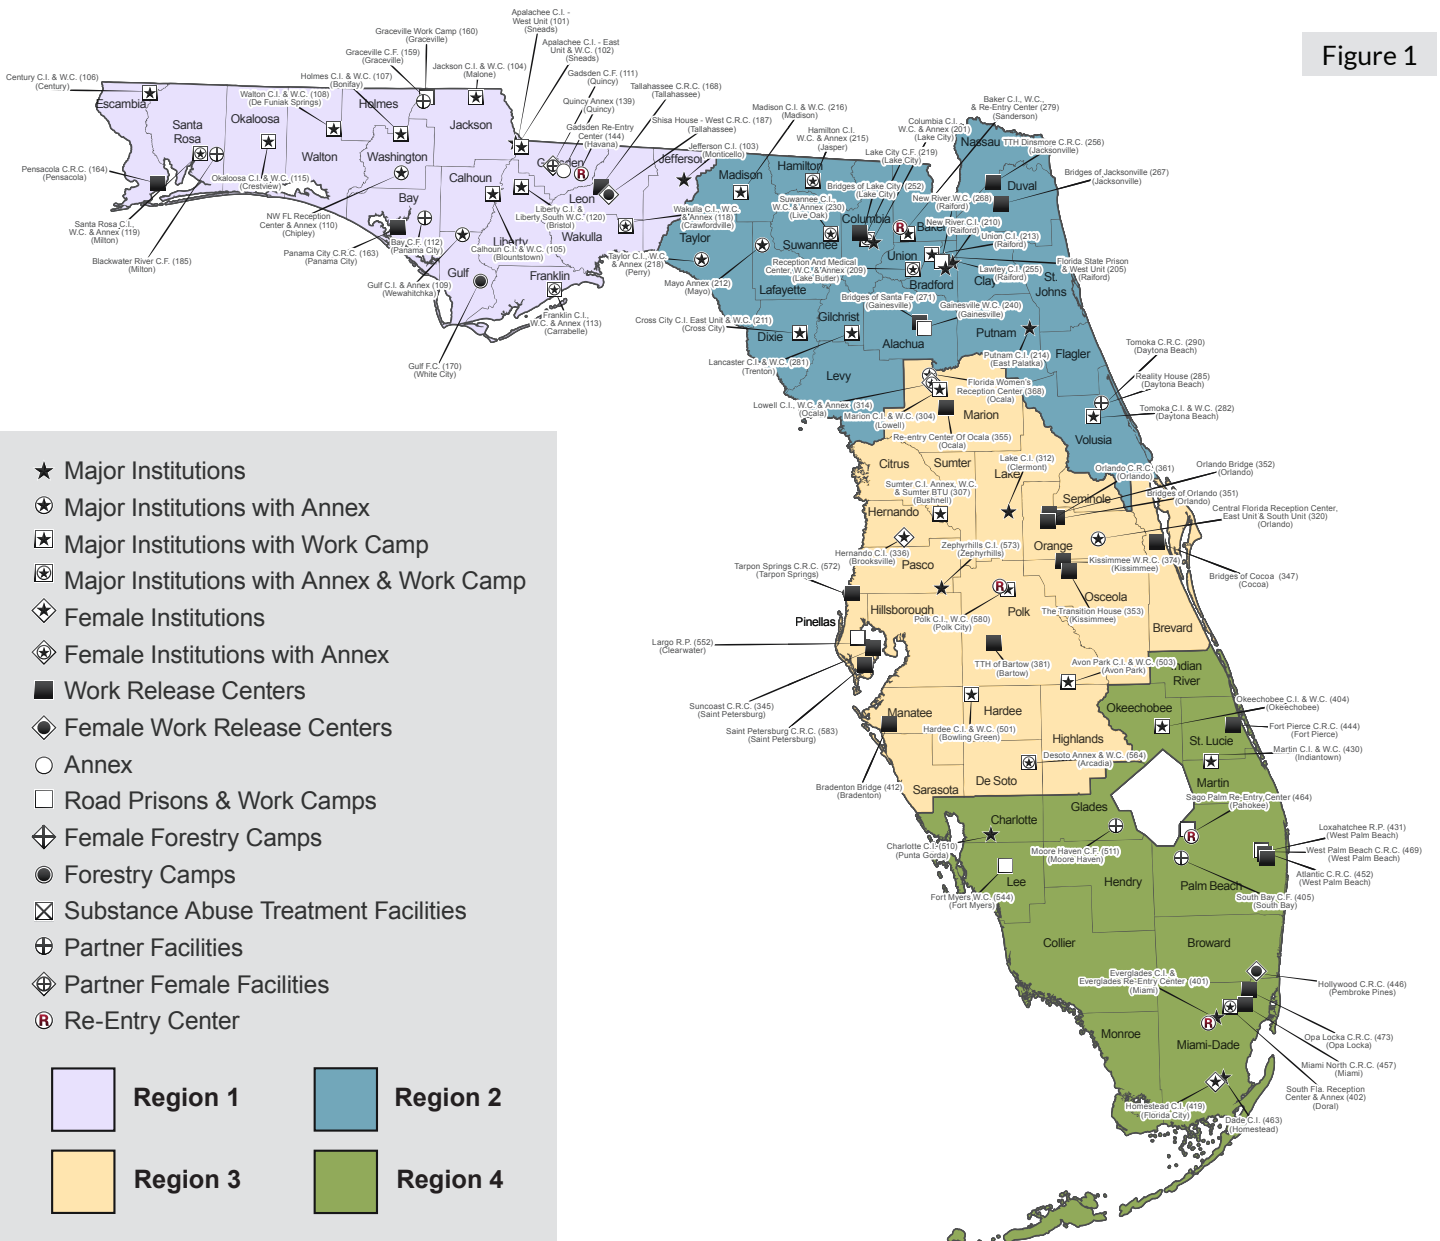 Figure 1
Apalachee C.I. -
West Unit (101)
(Sneads)
Graceville Work Camp (160)
(Graceville)
Apalachee C.I. - East
Unit & W.C. (102)
(Sneads)
Graceville C.F. (159)
(Graceville)
Jackson C.I. & W.C. (104)
(Malone)
Century C.I. & W.C. (106)
(Century)
Holmes C.I. & W.C. (107)
(Bonifay)
Walton C.I. & W.C. (108)
(De Funiak Springs)
Gadsden C.F. (111)
(Quincy)
Quincy Annex (139)
(Quincy)
Tallahassee C.R.C. (168)
(Tallahassee)
Gadsden Re-Entry
Center (144)
(Havana)
Shisa House - West C.R.C. (187)
(Tallahassee)
Jefferson C.I. (103)
(Monticello)
Madison C.I. & W.C. (216)
(Madison)
Hamilton C.I.
W.C. & Annex (215)
(Jasper)
Columbia C.I.
W.C. & Annex (201)
(Lake City)
Baker C.I., W.C.,
& Re-Entry Center (279)
(Sanderson)
Lake City C.F. (219)
(Lake City)
TTH Dinsmore C.R.C. (256)
(Jacksonville)
Bridges of Jacksonville (267)
(Jacksonville)
Bridges of Lake City (252)
(Lake City)
New River W.C. (268)
(Raiford)
New River C.I. (210)
(Raiford)
Union C.I. (213)
(Raiford)
Florida State Prison
& West Unit (205)
(Raiford)
Lawtey C.I. (255)
(Raiford)
Suwannee C.I.,
W.C. & Annex (230)
(Live Oak)
Reception And Medical
Center, W.C. & Annex (209)
(Lake Butler)
Bridges of Santa Fe (271)
(Gainesville)
Gainesville W.C. (240)
(Gainesville)
Escambia
Santa
Rosa
Okaloosa
Walton
Holmes
Washington
Jackson
Bay
Calhoun
Gulf
Liberty
Gadsden
Leon
Wakulla
Franklin
Jefferson
Pensacola C.R.C. (164)
(Pensacola)
Okaloosa C.I. & W.C. (115)
(Crestview)
Santa Rosa C.I.,
W.C. & Annex (119)
(Milton)
Blackwater River C.F. (185)
(Milton)
NW FL Reception
Center & Annex (110)
(Chipley)
Panama City C.R.C. (163)
(Panama City)
Bay C.F. (112)
(Panama City)
Gulf C.I. & Annex (109)
(Wewahitchka)
Calhoun C.I. & W.C. (105)
(Blountstown)
Liberty C.I. &
Liberty South W.C. (120)
(Bristol)
Wakulla C.I., W.C.
& Annex (118)
(Crawfordville)
Franklin C.I.,
W.C. & Annex (113)
(Carrabelle)
Gulf F.C. (170)
(White City)
Taylor C.I., W.C.
& Annex (218)
(Perry)
Mayo Annex (212)
(Mayo)
Cross City C.I. East Unit & W.C. (211)
(Cross City)
Lancaster C.I. & W.C. (281)
(Trenton)
Madison
Hamilton
Taylor
Suwannee
Columbia
Lafayette
Dixie
Gilchrist
Levy
Alachua
Union
Bradford
Baker
Nassau
Duval
Clay
St.
Johns
Putnam
Flagler
Volusia
Putnam C.I. (214)
(East Palatka)
Tomoka C.R.C. (290)
(Daytona Beach)
Reality House (285)
(Daytona Beach)
Tomoka C.I. & W.C. (282)
(Daytona Beach)
Lowell C.I., W.C. & Annex (314)
(Ocala)
Marion C.I. & W.C. (304)
(Lowell)
Florida Women's
Reception Center (368)
(Ocala)
Re-entry Center Of Ocala (355)
(Ocala)
Marion
Citrus
Sumter
Lake
Seminole
Hernando
Pasco
Orange
Hillsborough
Pinellas
Polk
Osceola
Brevard
Manatee
Hardee
Highlands
De Soto
Sarasota
Lake C.I. (312)
(Clermont)
Sumter C.I. Annex, W.C.
& Sumter BTU (307)
(Bushnell)
Orlando C.R.C. (361)
(Orlando)
Orlando Bridge (352)
(Orlando)
Bridges of Orlando (351)
(Orlando)
Central Florida Reception Center,
East Unit & South Unit (320)
(Orlando)
Hernando C.I. (336)
(Brooksville)
Zephyrhills C.I. (573)
(Zephyrhills)
Kissimmee W.R.C. (374)
(Kissimmee)
Bridges of Cocoa (347)
(Cocoa)
Tarpon Springs C.R.C. (572)
(Tarpon Springs)
Polk C.I., W.C. (580)
(Polk City)
The Transition House (353)
(Kissimmee)
Largo R.P. (552)
(Clearwater)
TTH of Bartow (381)
(Bartow)
Avon Park C.I. & W.C. (503)
(Avon Park)
Suncoast C.R.C. (345)
(Saint Petersburg)
Saint Petersburg C.R.C. (583)
(Saint Petersburg)
Hardee C.I. & W.C. (501)
(Bowling Green)
Desoto Annex & W.C. (564)
(Arcadia)
Bradenton Bridge (412)
(Bradenton)
Indian
River
Okeechobee
St. Lucie
Martin
Glades
Charlotte
Lee
Hendry
Palm Beach
Collier
Broward
Monroe
Miami-Dade
Okeechobee C.I. & W.C. (404)
(Okeechobee)
Fort Pierce C.R.C. (444)
(Fort Pierce)
Martin C.I. & W.C. (430)
(Indiantown)
Sago Palm Re-Entry Center (464)
(Pahokee)
Loxahatchee R.P. (431)
(West Palm Beach)
West Palm Beach C.R.C. (469)
(West Palm Beach)
Atlantic C.R.C. (452)
(West Palm Beach)
South Bay C.F. (405)
(South Bay)
Charlotte C.I. (510)
(Punta Gorda)
Moore Haven C.F. (511)
(Moore Haven)
Fort Myers W.C. (544)
(Fort Myers)
Everglades C.I. &
Everglades Re-Entry Center (401)
(Miami)
Hollywood C.R.C. (446)
(Pembroke Pines)
Opa Locka C.R.C. (473)
(Opa Locka)
Miami North C.R.C. (457)
(Miami)
South Fla. Reception
Center & Annex (402)
(Doral)
Homestead C.I. (419)
(Florida City)
Dade C.I. (463)
(Homestead)
Major Institutions
Major Institutions with Annex
Major Institutions with Work Camp
Major Institutions with Annex & Work Camp
Female Institutions
Female Institutions with Annex
Work Release Centers
Female Work Release Centers
Annex
Road Prisons & Work Camps
Female Forestry Camps
Forestry Camps
Substance Abuse Treatment Facilities
Partner Facilities
Partner Female Facilities
R Re-Entry Center
Region 1
Region 2
Region 3
Region 4